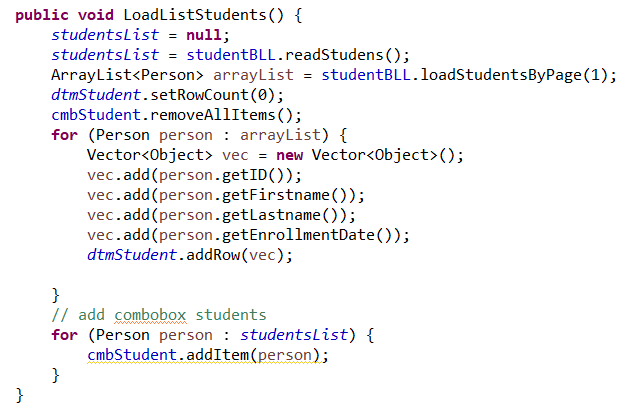 public void LoadListStudents() {
    studentsList = null;
    studentsList = studentBLL.readStudens();
    ArrayList<Person> arrayList = studentBLL.loadStudentsByPage(1);
    dtmStudent.setRowCount(0);
    cmbStudent.removeAllItems();
    for (Person person : arrayList) {
        Vector<Object> vec = new Vector<Object>();
        vec.add(person.getID());
        vec.add(person.getFirstname());
        vec.add(person.getLastname());
        vec.add(person.getEnrollmentDate());
        dtmStudent.addRow(vec);

    }
    // add combobox students
    for (Person person : studentsList) {
        cmbStudent.addItem(person);
    }
}